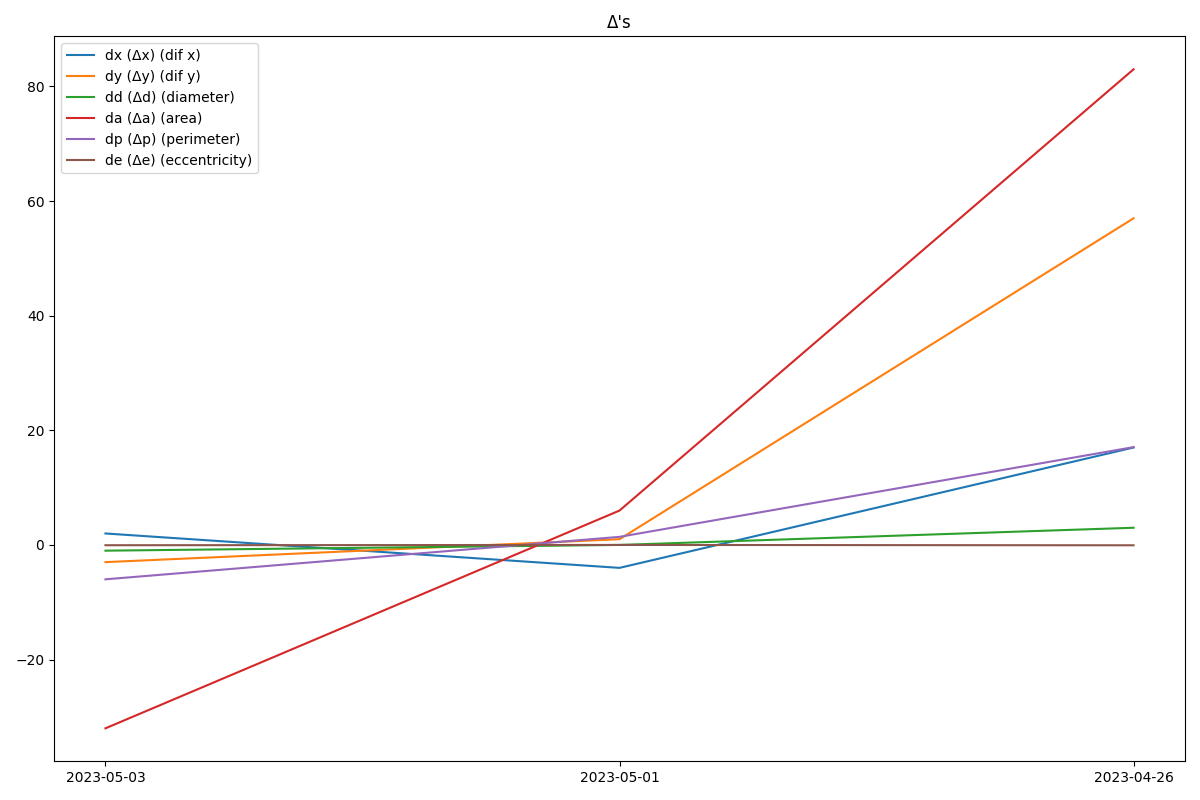 Δ's
dx (Δx) (dif x)
dy (Δy) (dif y)
dd (Δd) (diameter)
da (Δa) (area)
dp (Δp) (perimeter)
de (Δe) (eccentricity)
80
60
40
20
0
−20
2023-05-03
2023-05-01
2023-04-26